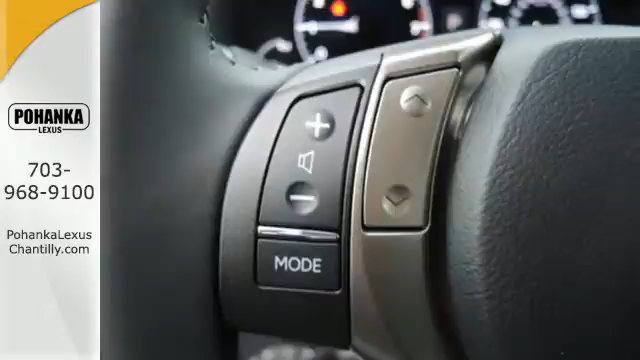 POHANKA
LEXUS
703-
968-9100
PohankaLexus
Chantilly.com
+
-
MODE